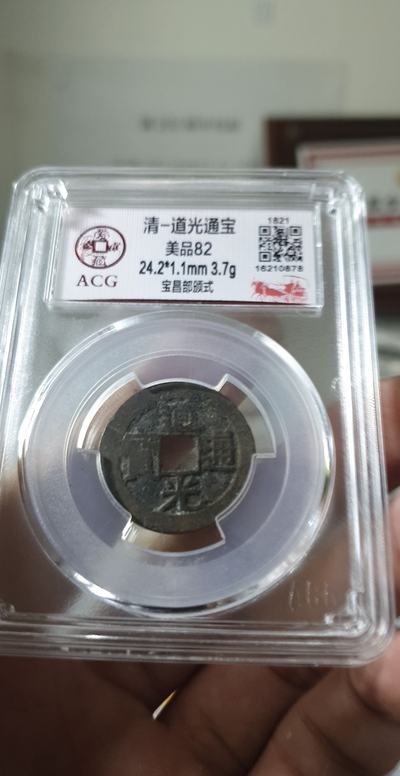 清-道光通宝
美品82
24.2*1.1mm 3.7g
宝昌部颁式
ACG
1821
16210878
道
通
光